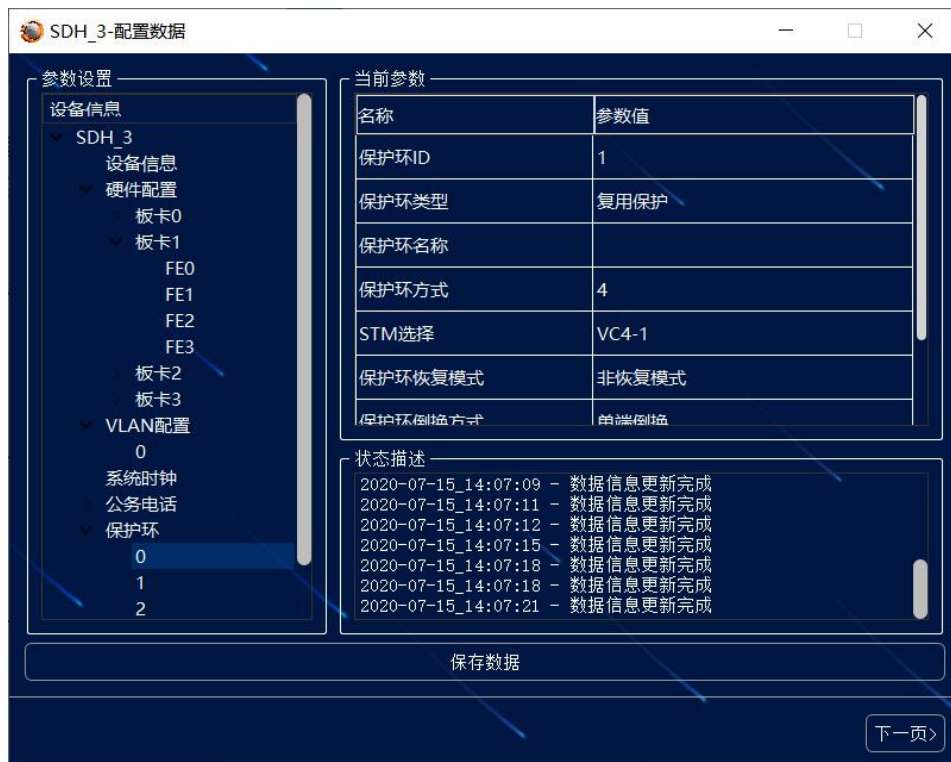 SDH_3-配置数据
参数设置
设备信息
SDH_3
设备信息
硬件配置
板卡0
板卡1
FE0
FE1
FE2
FE3
板卡2
板卡3
VLAN配置
0
系统时钟
公务电话
保护环
0
1
2
当前参数
名称 参数值
保护环ID 1
保护环类型 复用保护
保护环名称
保护环方式 4
STM选择 VC4-1
保护环恢复模式 非恢复模式
保护环倒换方式 单端倒换
状态描述
2020-07-15_14:07:09 - 数据信息更新完成
2020-07-15_14:07:11 - 数据信息更新完成
2020-07-15_14:07:12 - 数据信息更新完成
2020-07-15_14:07:15 - 数据信息更新完成
2020-07-15_14:07:18 - 数据信息更新完成
2020-07-15_14:07:18 - 数据信息更新完成
2020-07-15_14:07:21 - 数据信息更新完成
保存数据
下一页>